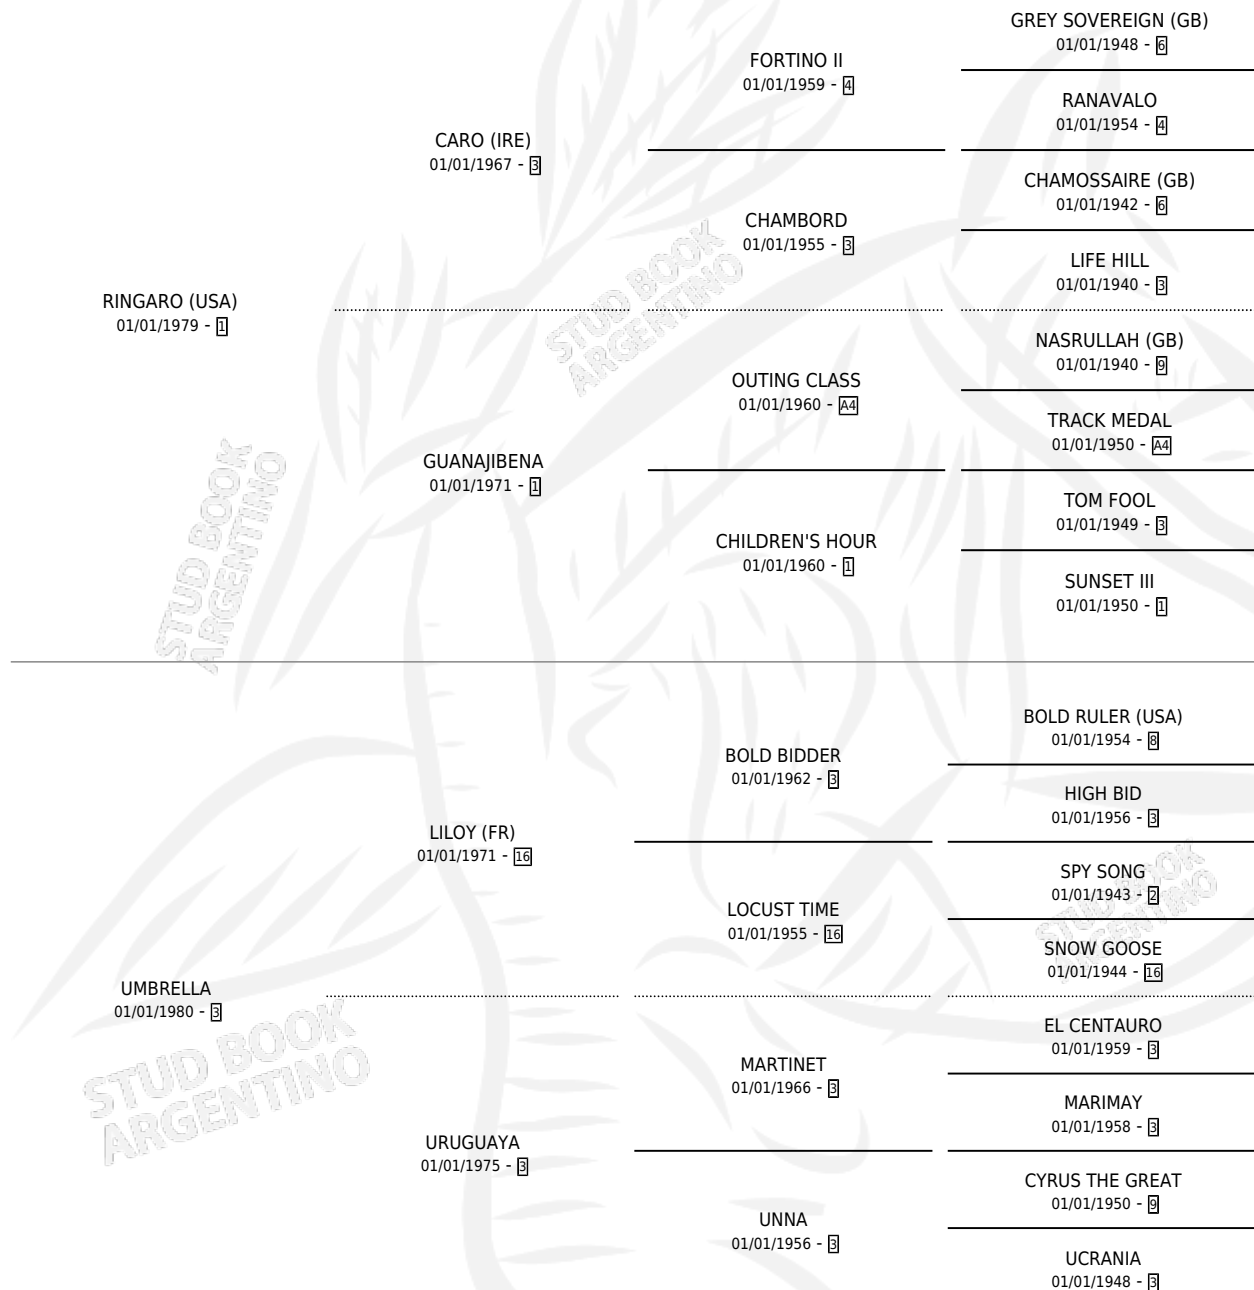 GREY SOVEREIGN (GB)
01/01/1948 - 6
FORTINO II
01/01/1959 - 4
RANAVALO
01/01/1954 - 4
CARO (IRE)
01/01/1967 - 3
CHAMOSSAIRE (GB)
01/01/1942 - 6
CHAMBORD
01/01/1955 - 3
LIFE HILL
01/01/1940 - 3
RINGARO (USA)
01/01/1979 - 1
NASRULLAH (GB)
01/01/1940 - 9
OUTING CLASS
01/01/1960 - A4
TRACK MEDAL
01/01/1950 - A4
GUANAJIBENA
01/01/1971 - 1
TOM FOOL
01/01/1949 - 3
CHILDREN'S HOUR
01/01/1960 - 1
SUNSET III
01/01/1950 - 1
STUD BOOK
ARGENTINO
STUD BOOK
ARGENTINO
BOLD RULER (USA)
01/01/1954 - 8
BOLD BIDDER
01/01/1962 - 3
HIGH BID
01/01/1956 - 3
LILOY (FR)
01/01/1971 - 16
SPY SONG
01/01/1943 - 2
LOCUST TIME
01/01/1955 - 16
SNOW GOOSE
01/01/1944 - 16
STUD BOOK
ARGENTINO
UMBRELLA
01/01/1980 - 3
EL CENTAURO
01/01/1959 - 3
MARTINET
01/01/1966 - 3
MARIMAY
01/01/1958 - 3
STUD BOOK
ARGENTINO
URUGUAYA
01/01/1975 - 3
CYRUS THE GREAT
01/01/1950 - 9
UNNA
01/01/1956 - 3
UCRANIA
01/01/1948 - 3